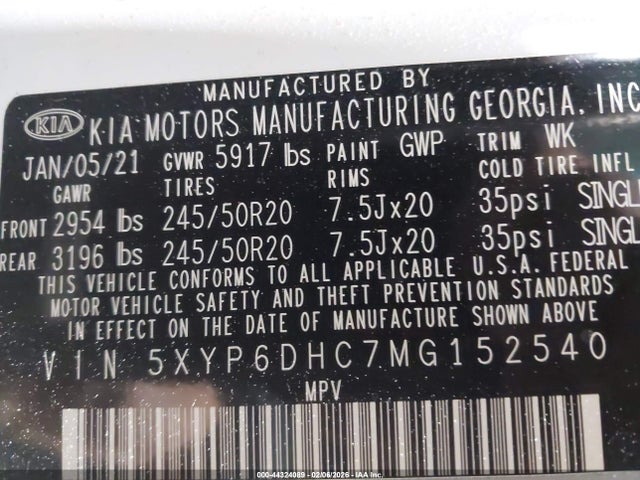 MANUFACTURED BY
KIA KIA MOTORS MANUFACTURING GEORGIA, INC
JAN/05/21 GVWR 5917 lbs PAINT GWP TRIM WK
GAWR TIRES RIMS COLD TIRE INFL
FRONT 2954 lbs 245/50R20 7.5Jx20 35psi SINGL
REAR 3196 lbs 245/50R20 7.5Jx20 35psi SINGL
THIS VEHICLE CONFORMS TO ALL APPLICABLE U.S.A. FEDERAL
MOTOR VEHICLE SAFETY AND THEFT PREVENTION STANDARDS
IN EFFECT ON THE DATE OF MANUFACTURE SHOWN ABOVE
VIN 5XYP6DHC7MG152540
MPV
000-44324089 - 02/06/2026 - IAA Inc.